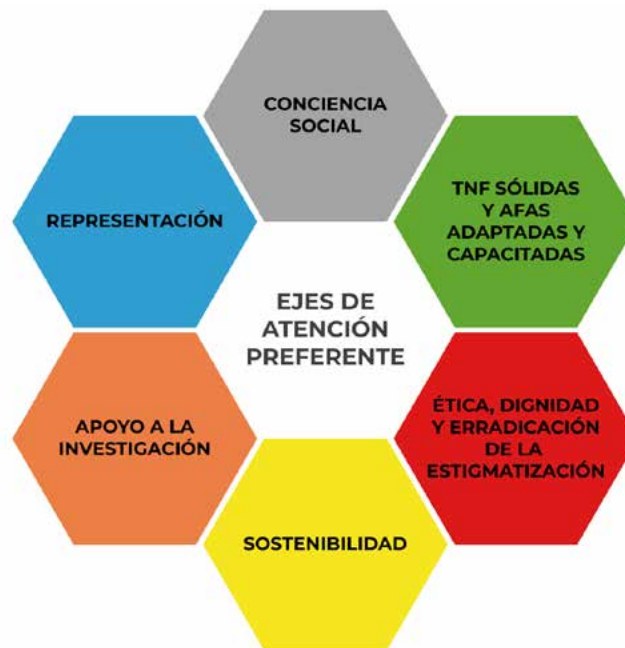 CONCIENCIA
SOCIAL
TNF SÓLIDAS
Y AFAS
ADAPTADAS Y
CAPACITADAS
REPRESENTACIÓN
EJES DE
ATENCIÓN
PREFERENTE
ÉTICA, DIGNIDAD
Y ERRADICACIÓN
DE LA
ESTIGMATIZACIÓN
APOYO A LA
INVESTIGACIÓN
SOSTENIBILIDAD